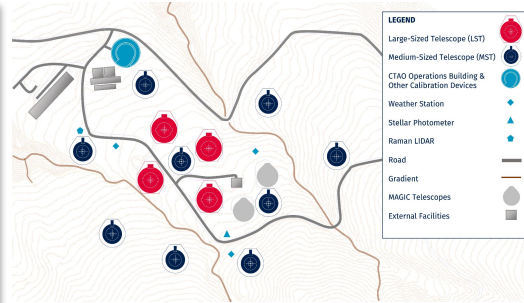 LEGEND
Large-Sized Telescope (LST)
Medium-Sized Telescope (MST)
CTAO Operations Building &
Other Calibration Devices
Weather Station
Stellar Photometer
Raman LIDAR
Road
Gradient
MAGIC Telescopes
External Facilities